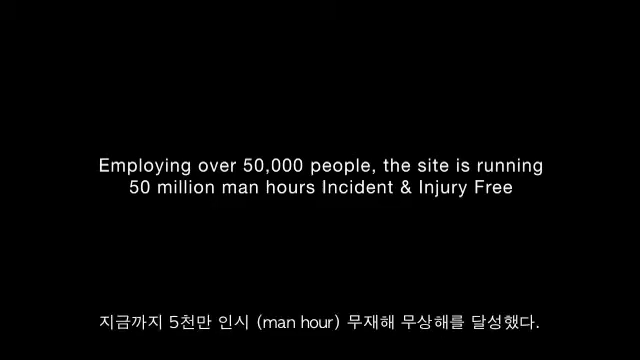 Employing over 50,000 people, the site is running
50 million man hours Incident & Injury Free
지금까지 5천만 인시 (man hour) 무재해 무상해를 달성했다.